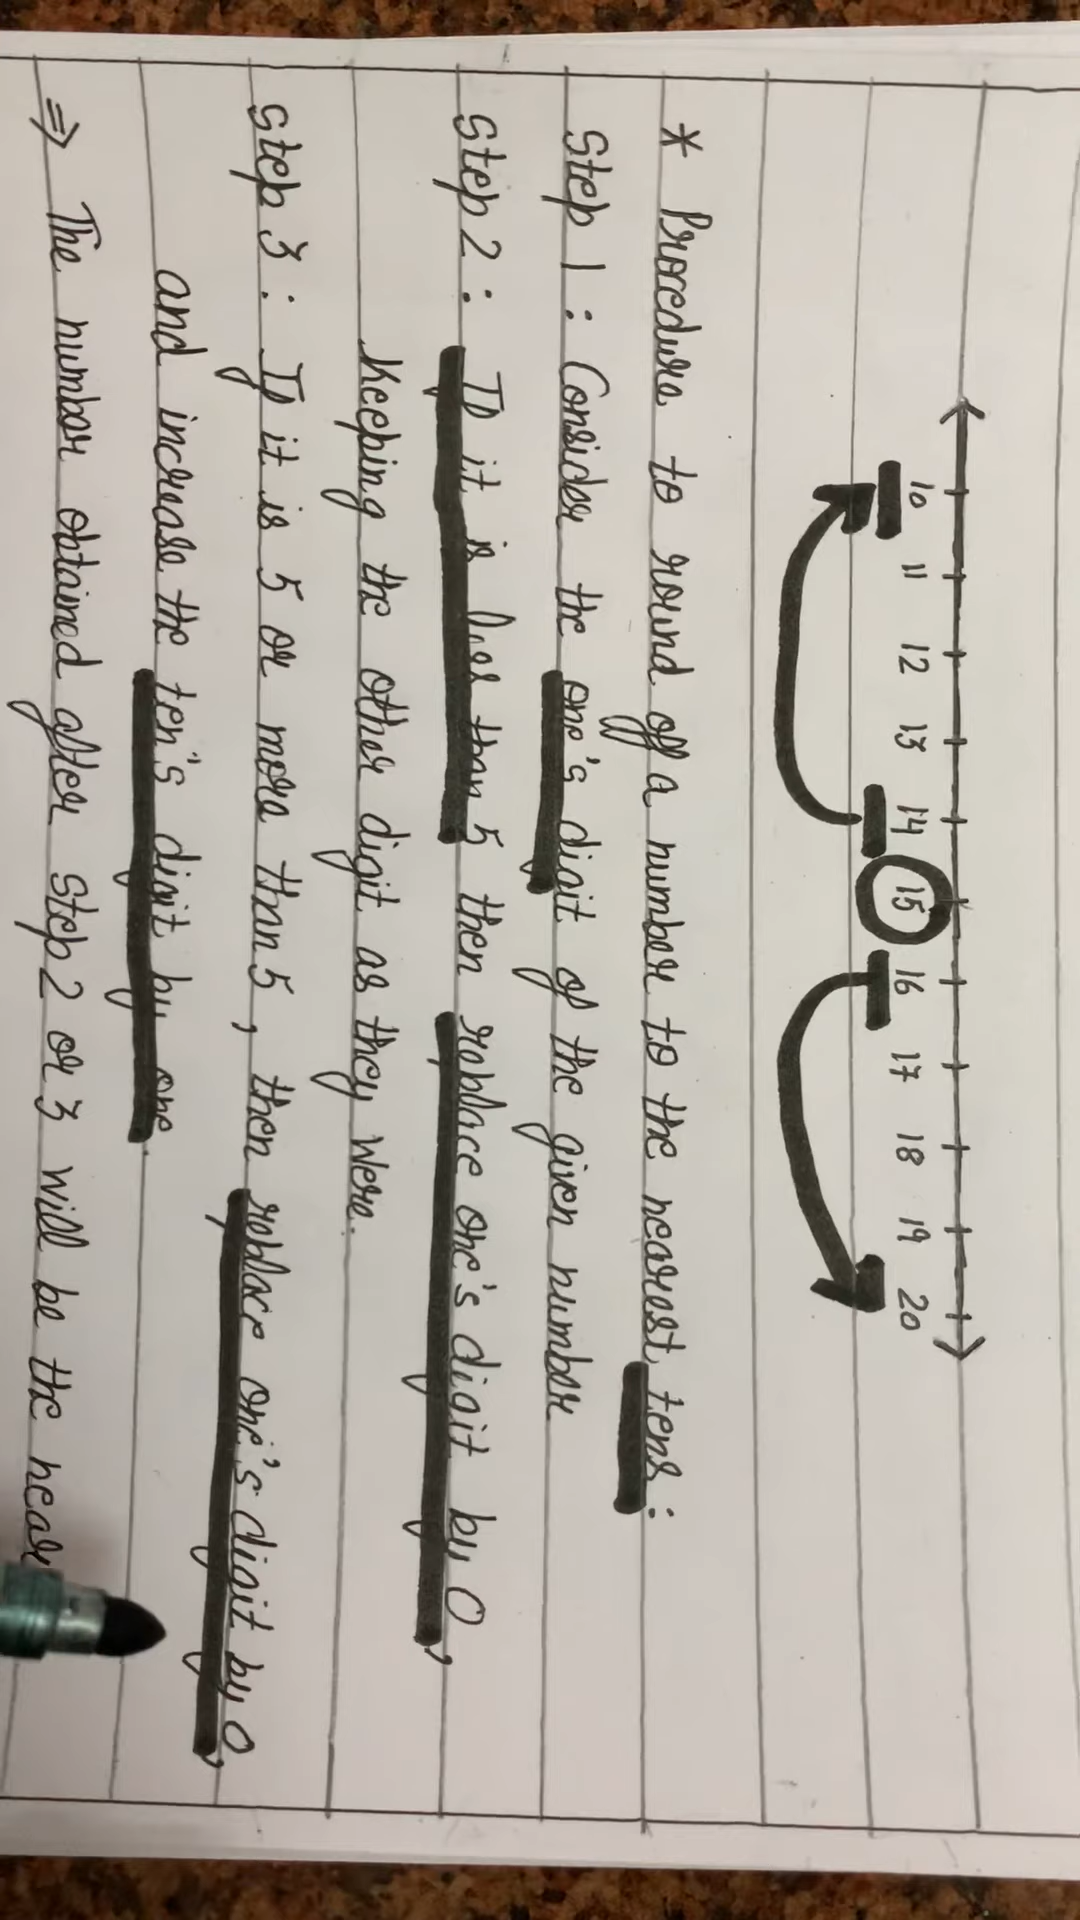 10 11 12 13 14 15 16 17 18 19 20
* Procedure to round off a number to the nearest tens :
Step 1 : Consider the one's digit of the given number
Step 2 : If it is less than 5 then replace one's digit by 0,
Keeping the other digit as they were.
Step 3 : If it is 5 or more than 5, then replace one's digit by 0,
and increase the ten's digit by one.
⇒ The number obtained after step 2 or 3 will be the near